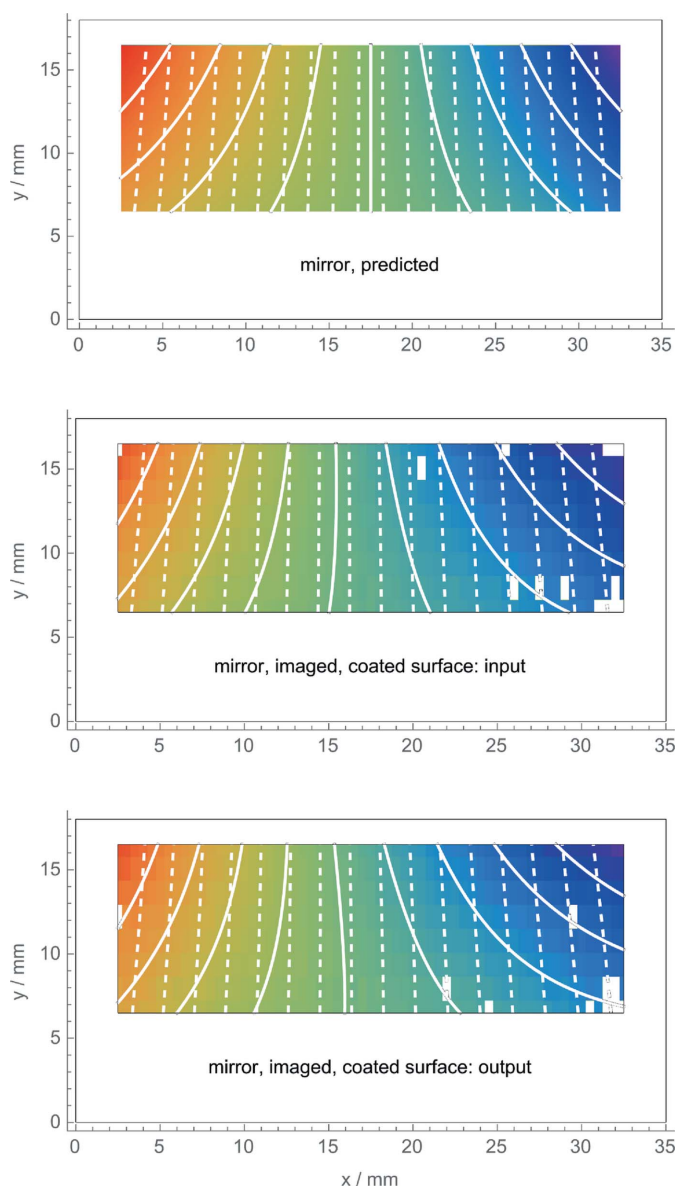 15
10
y / mm
5
mirror, predicted
0
0 5 10 15 20 25 30 35
15
10
y / mm
5
mirror, imaged, coated surface: input
0
0 5 10 15 20 25 30 35
15
10
y / mm
5
mirror, imaged, coated surface: output
0
0 5 10 15 20 25 30 35
x / mm